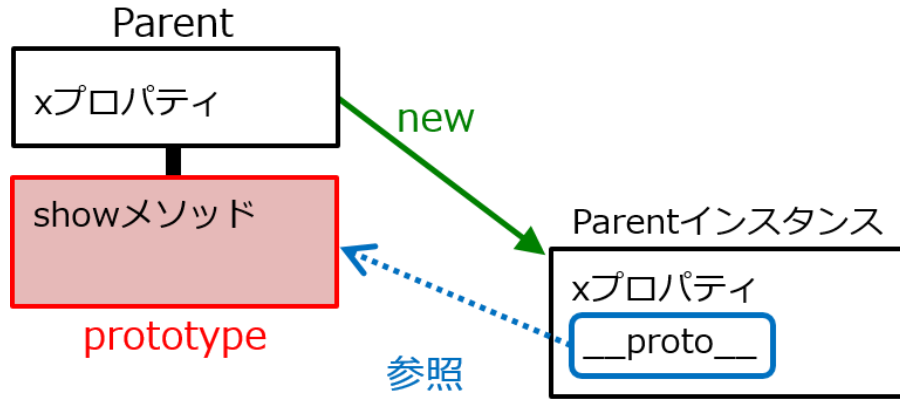 Parent
xプロパティ
new
showメソッド
prototype
Parentインスタンス
xプロパティ
__proto__
参照